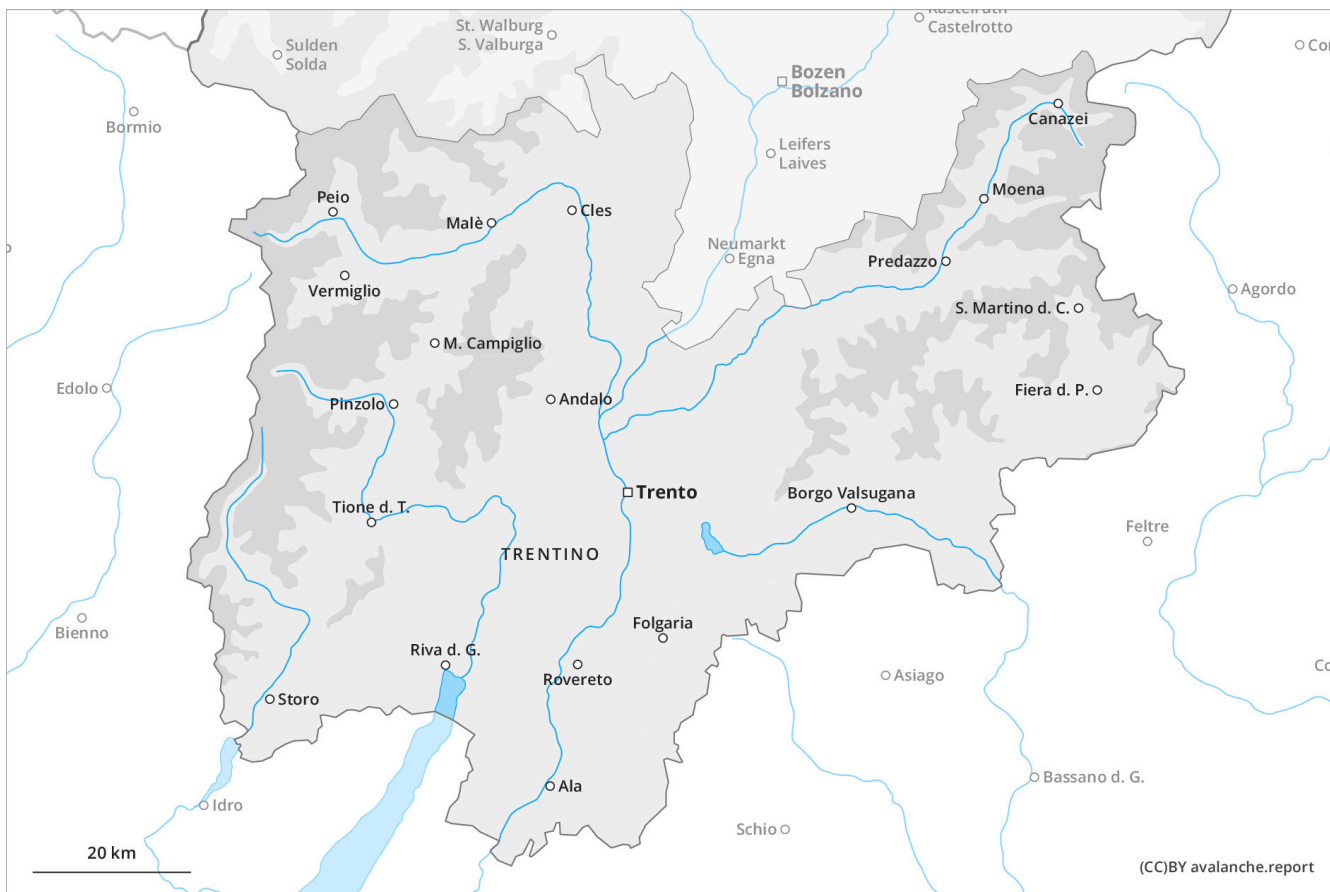 St. Walburg
S. Valburga
Castelrotto
Sulden
Solda
Bozen
Bolzano
Bormio
Canazei
Leifers
Laives
Peio
Moena
Malè
Cles
Neumarkt
Egna
Predazzo
Vermiglio
Agordo
S. Martino d. C.
M. Campiglio
Edolo
Andalo
Fiera d. P.
Pinzolo
Trento
Borgo Valsugana
Tione d. T.
Feltre
TRENTINO
Bienno
Folgaria
Riva d. G.
Rovereto
Asiago
Storo
Bassano d. G.
Ala
Idro
Schio
20 km
(CC)BY avalanche.report